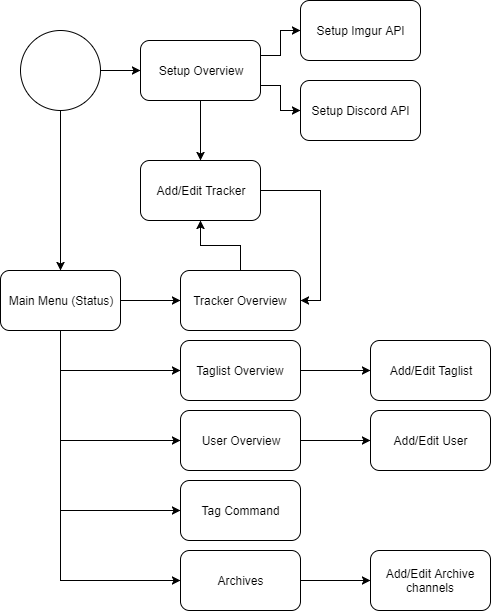 Setup Imgur API
Setup Overview
Setup Discord API
Add/Edit Tracker
Main Menu (Status)
Tracker Overview
Taglist Overview
Add/Edit Taglist
User Overview
Add/Edit User
Tag Command
Archives
Add/Edit Archive
channels